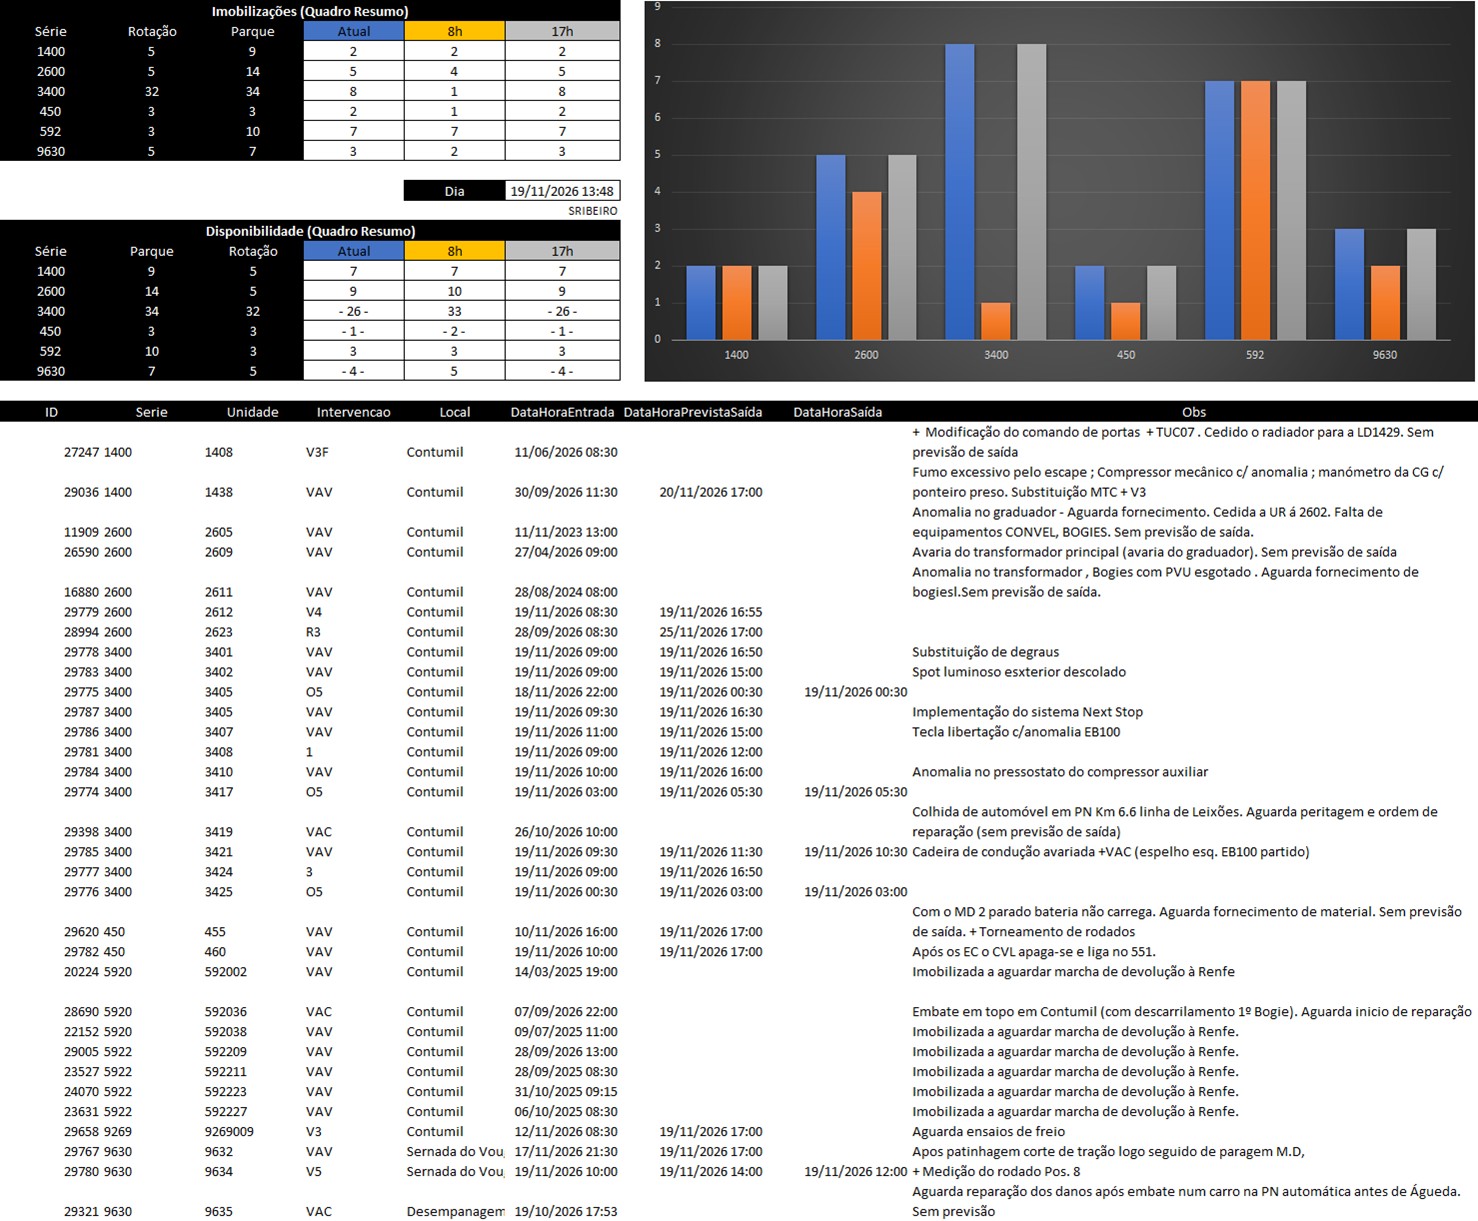 Imobilizações (Quadro Resumo)
Série Rotação Parque Atual 8h 17h
1400 5 9 2 2 2
2600 5 14 5 4 5
3400 32 34 8 1 8
450 3 3 2 1 2
592 3 10 7 7 7
9630 5 7 3 2 3
Dia 19/11/2026 13:48
SRIBEIRO
Disponibilidade (Quadro Resumo)
Série Parque Rotação Atual 8h 17h
1400 9 5 7 7 7
2600 14 5 9 10 9
3400 34 32 - 26 - 33 - 26 -
450 3 3 - 1 - - 2 - - 1 -
592 10 3 3 3 3
9630 7 5 - 4 - 5 - 4 -
9
8
7
6
5
4
3
2
1
0
1400 2600 3400 450 592 9630
ID Serie Unidade Intervencao Local DataHoraEntrada DataHoraPrevistaSaída DataHoraSaída Obs
+ Modificação do comando de portas + TUC07 . Cedido o radiador para a LD1429. Sem
27247 1400 1408 V3F Contumil 11/06/2026 08:30 previsão de saída
Fumo excessivo pelo escape ; Compressor mecânico c/ anomalia ; manómetro da CG c/
29036 1400 1438 VAV Contumil 30/09/2026 11:30 20/11/2026 17:00 ponteiro preso. Substituição MTC + V3
Anomalia no graduador - Aguarda fornecimento. Cedida a UR á 2602. Falta de
11909 2600 2605 VAV Contumil 11/11/2023 13:00 equipamentos CONVEL, BOGIES. Sem previsão de saída.
26590 2600 2609 VAV Contumil 27/04/2026 09:00 Avaria do transformador principal (avaria do graduador). Sem previsão de saída
Anomalia no transformador , Bogies com PVU esgotado . Aguarda fornecimento de
16880 2600 2611 VAV Contumil 28/08/2024 08:00 bogiesl.Sem previsão de saída.
29779 2600 2612 V4 Contumil 19/11/2026 08:30 19/11/2026 16:55
28994 2600 2623 R3 Contumil 28/09/2026 08:30 25/11/2026 17:00
29778 3400 3401 VAV Contumil 19/11/2026 09:00 19/11/2026 16:50 Substituição de degraus
29783 3400 3402 VAV Contumil 19/11/2026 09:00 19/11/2026 15:00 Spot luminoso esxterior descolado
29775 3400 3405 O5 Contumil 18/11/2026 22:00 19/11/2026 00:30 19/11/2026 00:30
29787 3400 3405 VAV Contumil 19/11/2026 09:30 19/11/2026 16:30 Implementação do sistema Next Stop
29786 3400 3407 VAV Contumil 19/11/2026 11:00 19/11/2026 15:00 Tecla libertação c/anomalia EB100
29781 3400 3408 1 Contumil 19/11/2026 09:00 19/11/2026 12:00
29784 3400 3410 VAV Contumil 19/11/2026 10:00 19/11/2026 16:00 Anomalia no pressostato do compressor auxiliar
29774 3400 3417 O5 Contumil 19/11/2026 03:00 19/11/2026 05:30 19/11/2026 05:30
Colhida de automóvel em PN Km 6.6 linha de Leixões. Aguarda peritagem e ordem de
29398 3400 3419 VAC Contumil 26/10/2026 10:00 reparação (sem previsão de saída)
29785 3400 3421 VAV Contumil 19/11/2026 09:30 19/11/2026 11:30 19/11/2026 10:30 Cadeira de condução avariada +VAC (espelho esq. EB100 partido)
29777 3400 3424 3 Contumil 19/11/2026 09:00 19/11/2026 16:50
29776 3400 3425 O5 Contumil 19/11/2026 00:30 19/11/2026 03:00 19/11/2026 03:00
Com o MD 2 parado bateria não carrega. Aguarda fornecimento de material. Sem previsão
29620 450 455 VAV Contumil 10/11/2026 16:00 19/11/2026 17:00 de saída. + Torneamento de rodados
29782 450 460 VAV Contumil 19/11/2026 10:00 19/11/2026 17:00 Após os EC o CVL apaga-se e liga no 551.
20224 5920 592002 VAV Contumil 14/03/2025 19:00 Imobilizada a aguardar marcha de devolução à Renfe
28690 5920 592036 VAC Contumil 07/09/2026 22:00 Embate em topo em Contumil (com descarrilamento 1º Bogie). Aguarda inicio de reparação
22152 5920 592038 VAV Contumil 09/07/2025 11:00 Imobilizada a aguardar marcha de devolução à Renfe.
29005 5922 592209 VAV Contumil 28/09/2026 13:00 Imobilizada a aguardar marcha de devolução à Renfe.
23527 5922 592211 VAV Contumil 28/09/2025 08:30 Imobilizada a aguardar marcha de devolução à Renfe.
24070 5922 592223 VAV Contumil 31/10/2025 09:15 Imobilizada a aguardar marcha de devolução à Renfe.
23631 5922 592227 VAV Contumil 06/10/2025 08:30 Imobilizada a aguardar marcha de devolução à Renfe.
29658 9269 9269009 V3 Contumil 12/11/2026 08:30 19/11/2026 17:00 Aguarda ensaios de freio
29767 9630 9632 VAV Sernada do Vou 17/11/2026 21:30 19/11/2026 17:00 Apos patinhagem corte de tração logo seguido de paragem M.D,
29780 9630 9634 V5 Sernada do Vou 19/11/2026 10:00 19/11/2026 14:00 19/11/2026 12:00 + Medição do rodado Pos. 8
Aguarda reparação dos danos após embate num carro na PN automática antes de Águeda.
29321 9630 9635 VAC Desempanagem 19/10/2026 17:53 Sem previsão